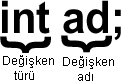 int ad;
Değişken Değişken
türü adı